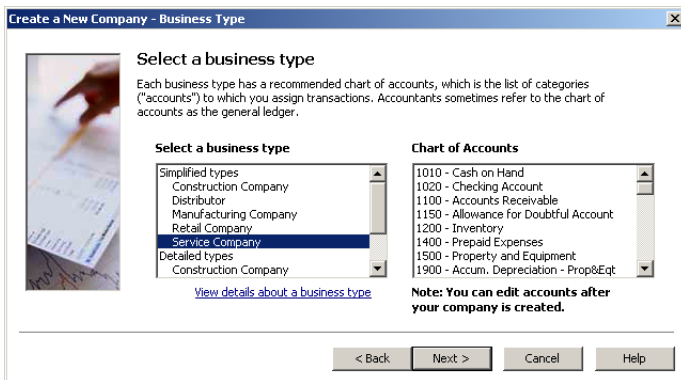 Create a New Company - Business Type
Select a business type
Each business type has a recommended chart of accounts, which is the list of categories
("accounts") to which you assign transactions. Accountants sometimes refer to the chart of
accounts as the general ledger.
Select a business type
Simplified types
Construction Company
Distributor
Manufacturing Company
Retail Company
Service Company
Detailed types
Construction Company
View details about a business type
Chart of Accounts
1010 - Cash on Hand
1020 - Checking Account
1100 - Accounts Receivable
1150 - Allowance for Doubtful Account
1200 - Inventory
1400 - Prepaid Expenses
1500 - Property and Equipment
1900 - Accum. Depreciation - Prop&Eqt
Note: You can edit accounts after
your company is created.
< Back
Next >
Cancel
Help